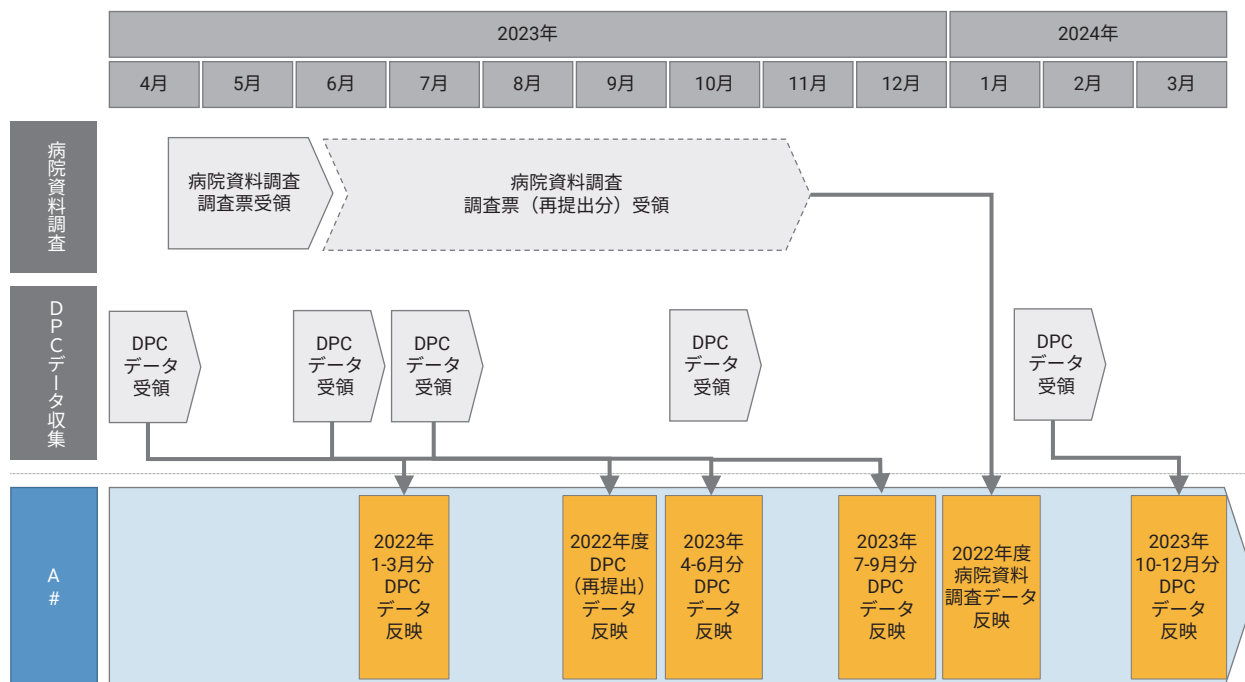 2023年
2024年
4月
5月
6月
7月
8月
9月
10月
11月
12月
1月
2月
3月
病院資料調査
病院資料調査
調査票受領
病院資料調査
調査票（再提出分）受領
DPCデータ収集
DPC
データ
受領
DPC
データ
受領
DPC
データ
受領
DPC
データ
受領
DPC
データ
受領
A#
2022年
1-3月分
DPC
データ
反映
2022年度
DPC
（再提出）
データ
反映
2023年
4-6月分
DPC
データ
反映
2023年
7-9月分
DPC
データ
反映
2022年度
病院資料
調査データ
反映
2023年
10-12月分
DPC
データ
反映